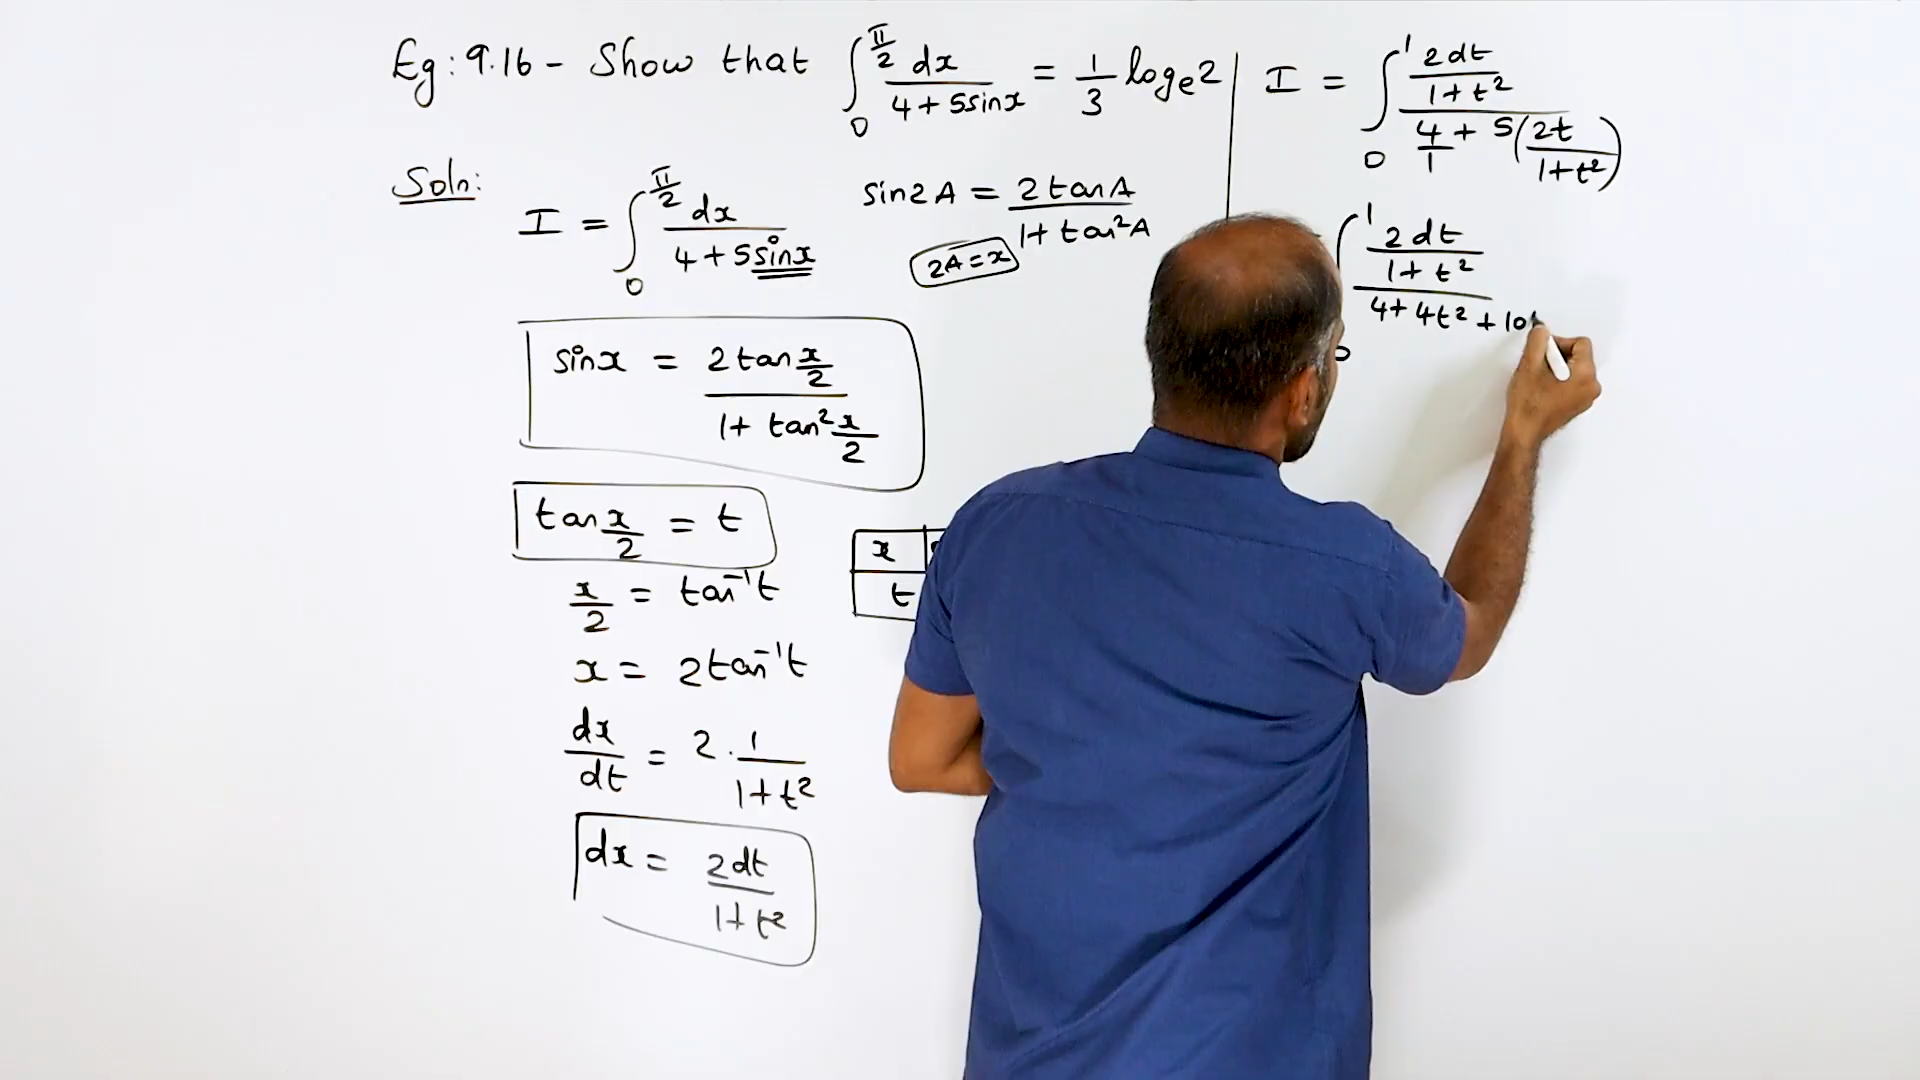 Eg: 9.16 - Show that ∫₀^{π/2} dx/(4 + 5sinx) = 1/3 logₑ2
Soln:
I = ∫₀^{π/2} dx/(4 + 5sinx)
sin2A = 2tanA/(1 + tan²A)
2A = x
sinx = (2 tan x/2)/(1 + tan² x/2)
tan x/2 = t
x/2 = tan⁻¹t
x = 2tan⁻¹t
dx/dt = 2 · 1/(1+t²)
dx = 2dt/(1+t²)
x
t
I = ∫₀¹ (2dt/(1+t²))/(4/1 + 5(2t/(1+t²)))
∫₀¹ (2dt/(1+t²))/(4 + 4t² + 10